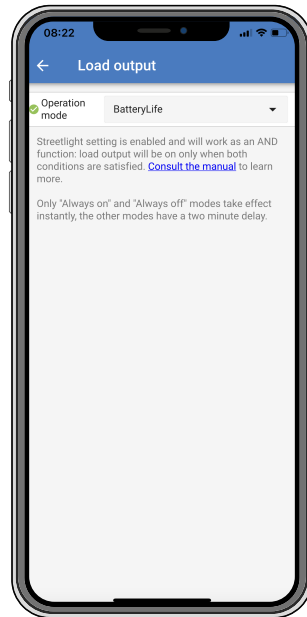 08:22
Load output
Operation
mode
BatteryLife
Streetlight setting is enabled and will work as an AND
function: load output will be on only when both
conditions are satisfied. Consult the manual to learn
more.
Only "Always on" and "Always off" modes take effect
instantly, the other modes have a two minute delay.